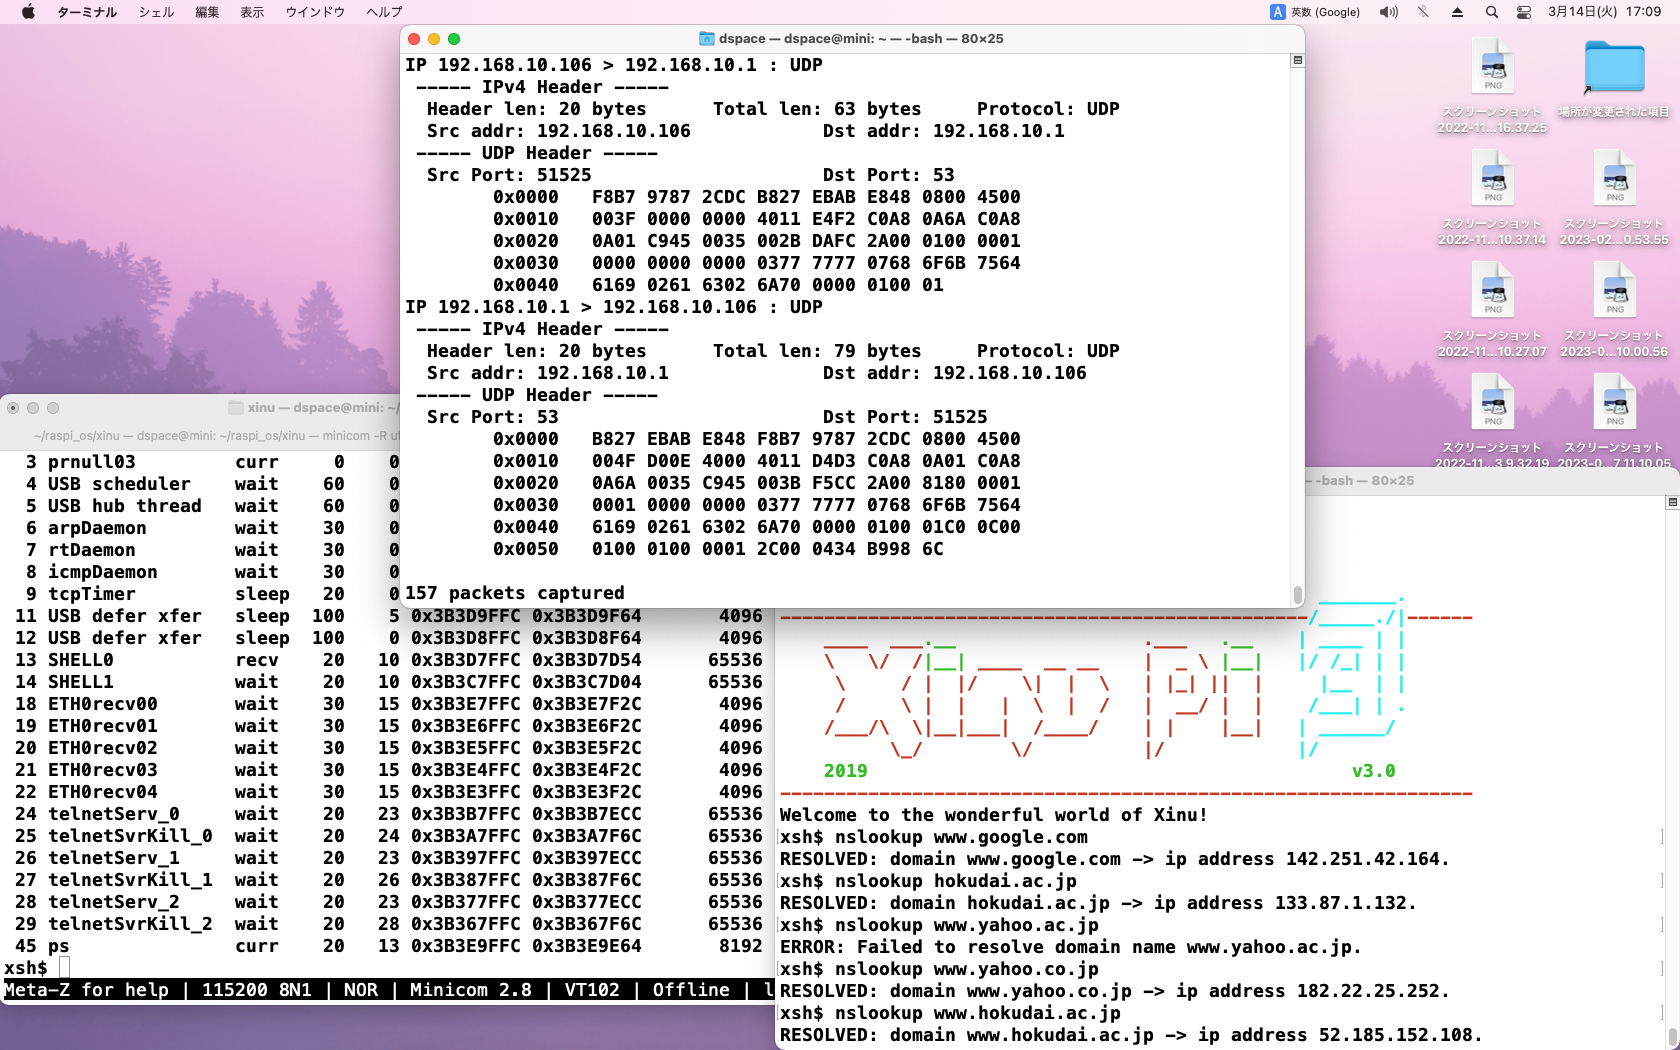 ターミナル シェル 編集 表示 ウインドウ ヘルプ A 英数 (Google) 3月14日(火) 17:09
dspace — dspace@mini: ~ — -bash — 80×25
IP 192.168.10.106 > 192.168.10.1 : UDP
----- IPv4 Header -----
Header len: 20 bytes Total len: 63 bytes Protocol: UDP
Src addr: 192.168.10.106 Dst addr: 192.168.10.1
----- UDP Header -----
Src Port: 51525 Dst Port: 53
0x0000 F8B7 9787 2CDC B827 EBAB E848 0800 4500
0x0010 003F 0000 0000 4011 E4F2 C0A8 0A6A C0A8
0x0020 0A01 C945 0035 002B DAFC 2A00 0100 0001
0x0030 0000 0000 0000 0377 7777 0768 6F6B 7564
0x0040 6169 0261 6302 6A70 0000 0100 01
IP 192.168.10.1 > 192.168.10.106 : UDP
----- IPv4 Header -----
Header len: 20 bytes Total len: 79 bytes Protocol: UDP
Src addr: 192.168.10.1 Dst addr: 192.168.10.106
----- UDP Header -----
Src Port: 53 Dst Port: 51525
0x0000 B827 EBAB E848 F8B7 9787 2CDC 0800 4500
0x0010 004F D00E 4000 4011 D4D3 C0A8 0A01 C0A8
0x0020 0A6A 0035 C945 003B F5CC 2A00 8180 0001
0x0030 0001 0000 0000 0377 7777 0768 6F6B 7564
0x0040 6169 0261 6302 6A70 0000 0100 01C0 0C00
0x0050 0100 0100 0001 2C00 0434 B998 6C
157 packets captured
PNG
スクリーンショット
2022-11...16.37.25
場所が変更された項目
PNG
スクリーンショット
2022-11...10.37.14
PNG
スクリーンショット
2023-02...0.53.55
PNG
スクリーンショット
2022-11...10.27.07
PNG
スクリーンショット
2023-0...10.00.56
PNG
スクリーンショット
2022-11...3.9.32.19
PNG
スクリーンショット
2023-0...7.11.10.05
xinu — dspace@mini: ~/
~/raspi_os/xinu — dspace@mini: ~/raspi_os/xinu — minicom -R ut
3 prnull03 curr 0 0
4 USB scheduler wait 60 0
5 USB hub thread wait 60 0
6 arpDaemon wait 30 0
7 rtDaemon wait 30 0
8 icmpDaemon wait 30 0
9 tcpTimer sleep 20 0
11 USB defer xfer sleep 100 5 0x3B3D9FFC 0x3B3D9F64 4096
12 USB defer xfer sleep 100 0 0x3B3D8FFC 0x3B3D8F64 4096
13 SHELL0 recv 20 10 0x3B3D7FFC 0x3B3D7D54 65536
14 SHELL1 wait 20 10 0x3B3C7FFC 0x3B3C7D04 65536
18 ETH0recv00 wait 30 15 0x3B3E7FFC 0x3B3E7F2C 4096
19 ETH0recv01 wait 30 15 0x3B3E6FFC 0x3B3E6F2C 4096
20 ETH0recv02 wait 30 15 0x3B3E5FFC 0x3B3E5F2C 4096
21 ETH0recv03 wait 30 15 0x3B3E4FFC 0x3B3E4F2C 4096
22 ETH0recv04 wait 30 15 0x3B3E3FFC 0x3B3E3F2C 4096
24 telnetServ_0 wait 20 23 0x3B3B7FFC 0x3B3B7ECC 65536
25 telnetSvrKill_0 wait 20 24 0x3B3A7FFC 0x3B3A7F6C 65536
26 telnetServ_1 wait 20 23 0x3B397FFC 0x3B397ECC 65536
27 telnetSvrKill_1 wait 20 26 0x3B387FFC 0x3B387F6C 65536
28 telnetServ_2 wait 20 23 0x3B377FFC 0x3B377ECC 65536
29 telnetSvrKill_2 wait 20 28 0x3B367FFC 0x3B367F6C 65536
45 ps curr 20 13 0x3B3E9FFC 0x3B3E9E64 8192
xsh$
Meta-Z for help | 115200 8N1 | NOR | Minicom 2.8 | VT102 | Offline |
— -bash — 80×25
Xinu Pi 3
2019 v3.0
Welcome to the wonderful world of Xinu!
xsh$ nslookup www.google.com
RESOLVED: domain www.google.com -> ip address 142.251.42.164.
xsh$ nslookup hokudai.ac.jp
RESOLVED: domain hokudai.ac.jp -> ip address 133.87.1.132.
xsh$ nslookup www.yahoo.ac.jp
ERROR: Failed to resolve domain name www.yahoo.ac.jp.
xsh$ nslookup www.yahoo.co.jp
RESOLVED: domain www.yahoo.co.jp -> ip address 182.22.25.252.
xsh$ nslookup www.hokudai.ac.jp
RESOLVED: domain www.hokudai.ac.jp -> ip address 52.185.152.108.